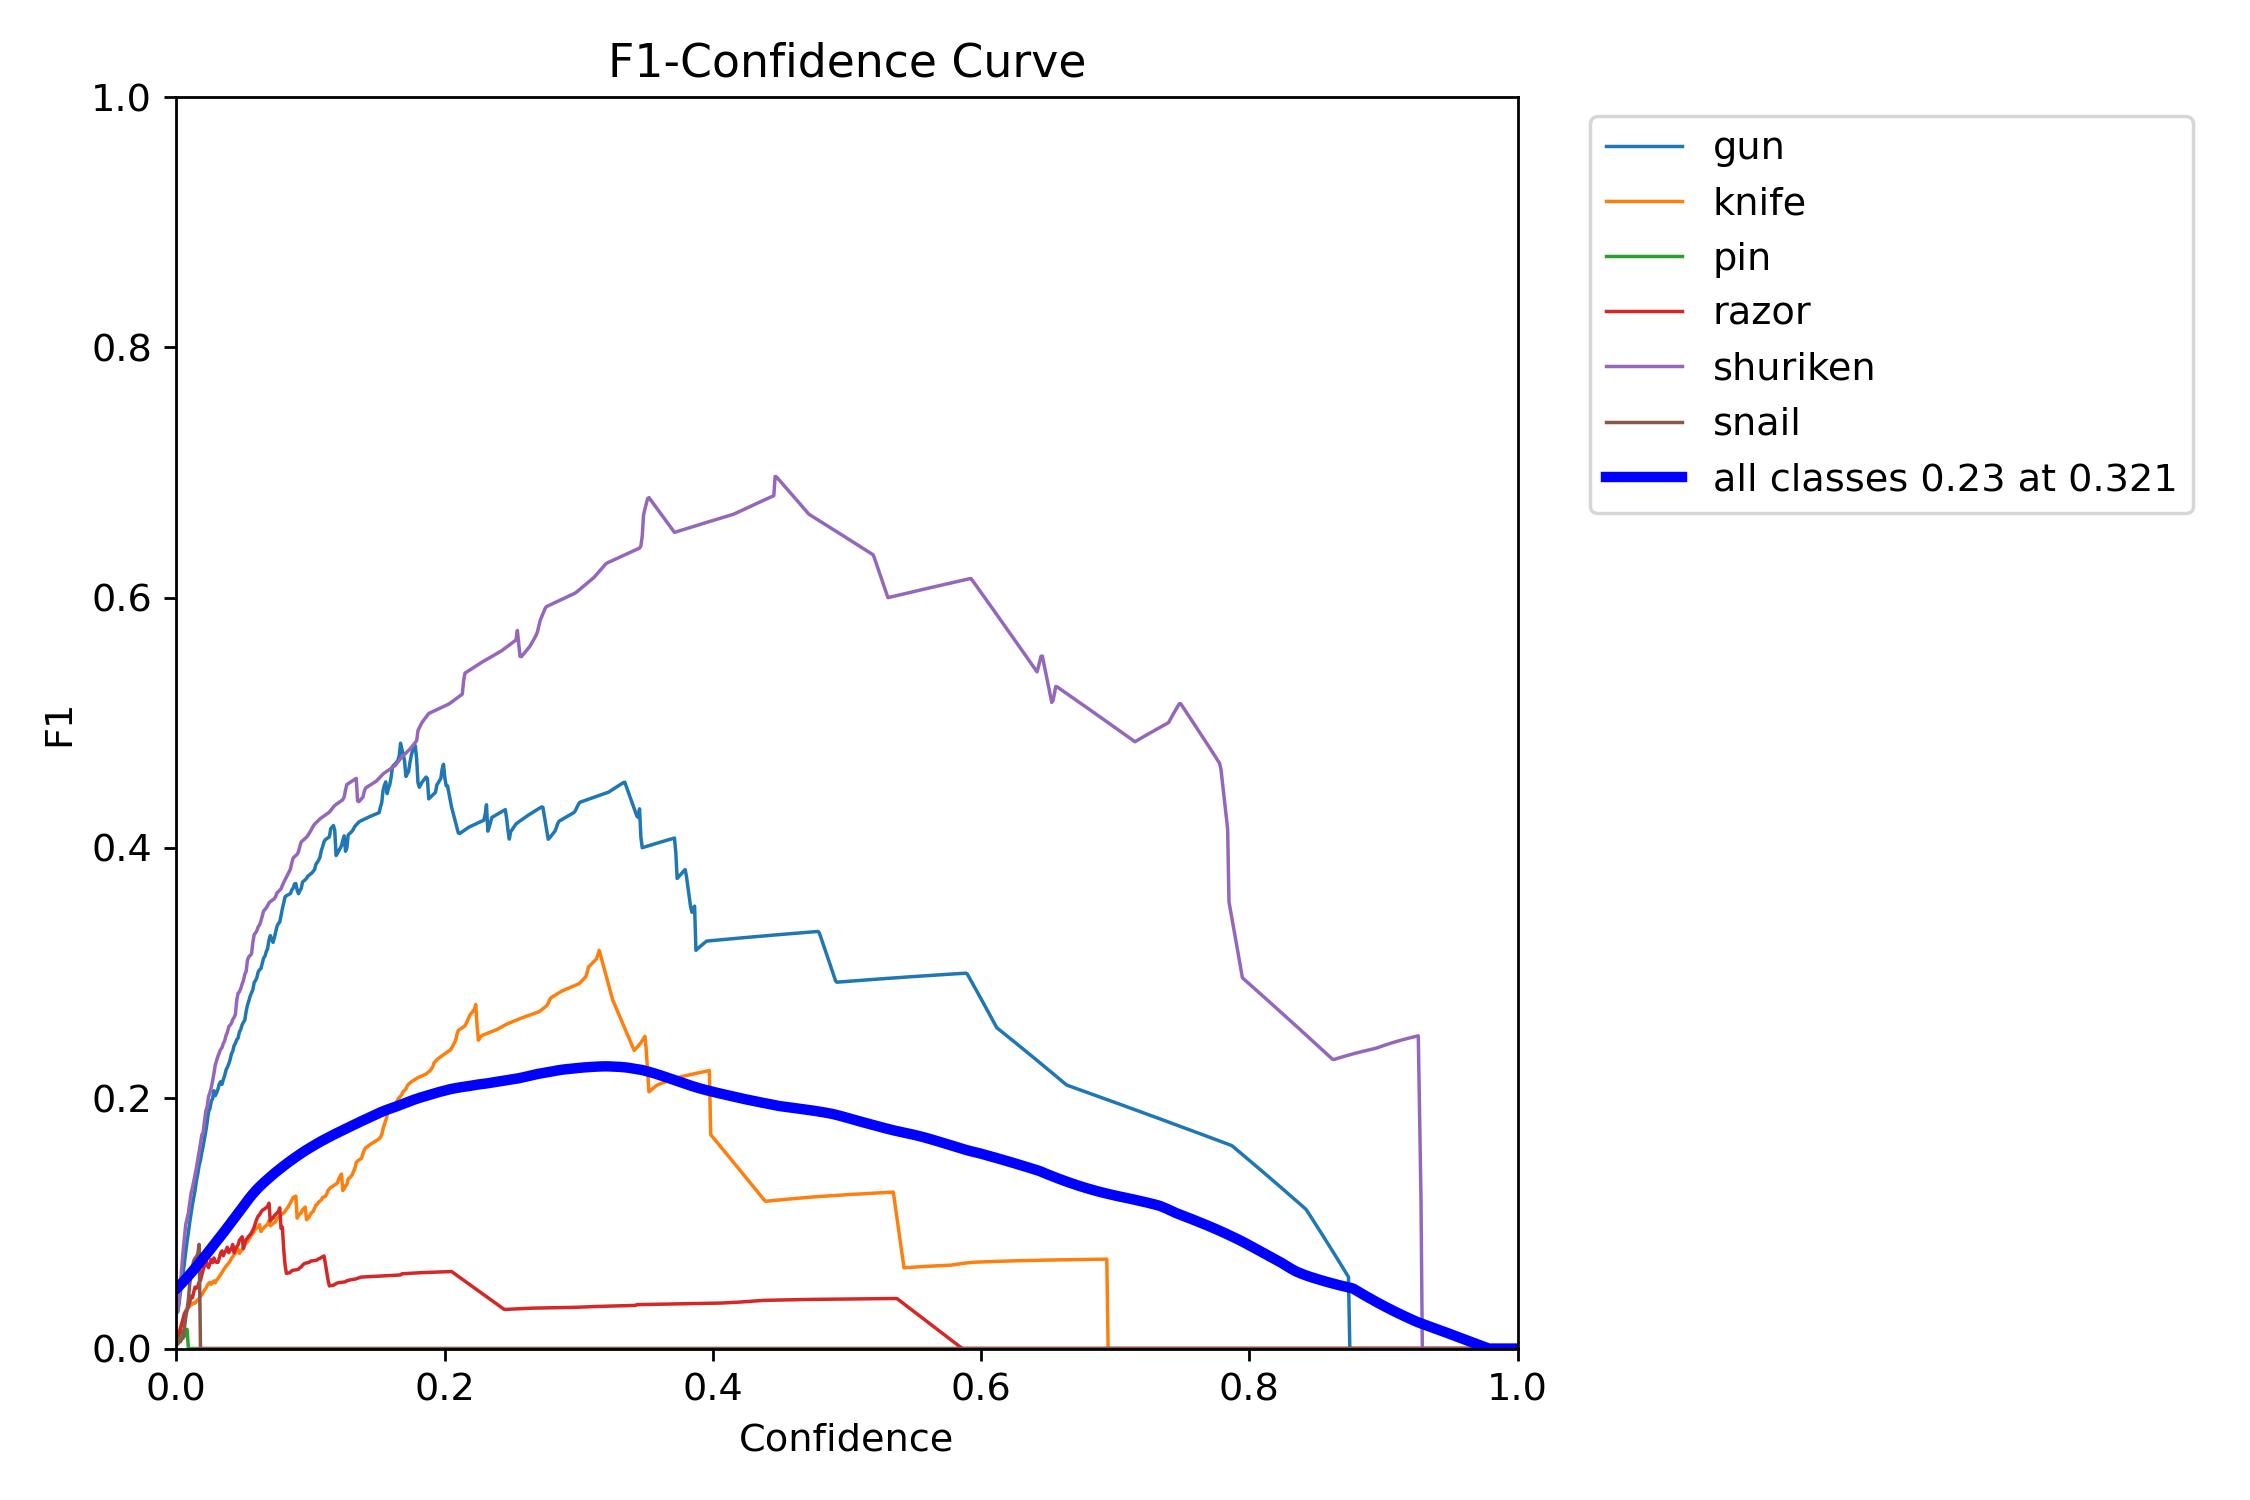 F1-Confidence Curve
1.0
0.8
0.6
0.4
0.2
0.0
F1
0.0 0.2 0.4 0.6 0.8 1.0
Confidence
gun
knife
pin
razor
shuriken
snail
all classes 0.23 at 0.321